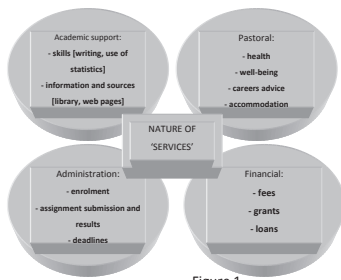 Academic support:
- skills [writing, use of
statistics]
- information and sources
[library, web pages]
Pastoral:
- health
- well-being
- careers advice
- accommodation
NATURE OF
'SERVICES'
Administration:
- enrolment
- assignment submission and
results
- deadlines
Financial:
- fees
- grants
- loans
Figure 1